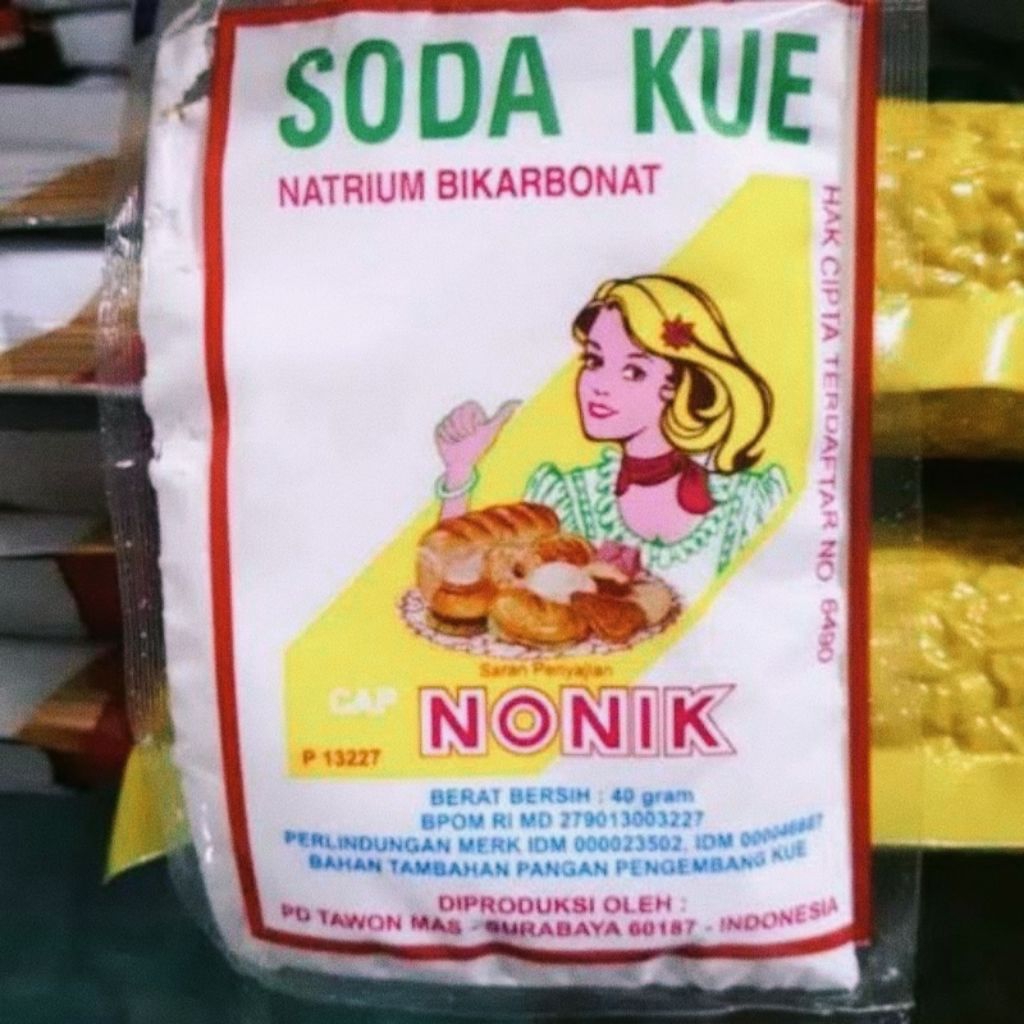 SODA KUE
NATRIUM BIKARBONAT
HAK CIPTA TERDAFTAR NO 6490
Saran Penyajian
CAP NONIK
P 13227
BERAT BERSIH : 40 gram
BPOM RI MD 279013003227
PERLINDUNGAN MERK IDM 000023502, IDM
BAHAN TAMBAHAN PANGAN PENGEMBANG KUE
DIPRODUKSI OLEH :
PD TAWON MAS - SURABAYA 60187 - INDONESIA